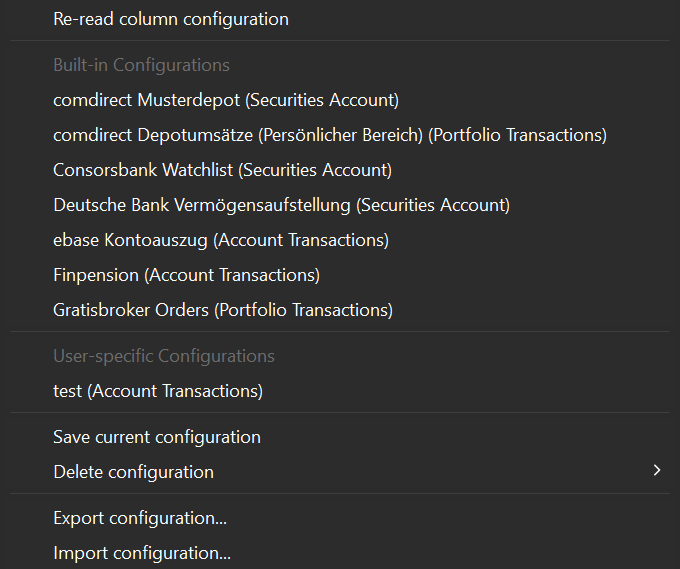 Re-read column configuration
Built-in Configurations
comdirect Musterdepot (Securities Account)
comdirect Depotumsätze (Persönlicher Bereich) (Portfolio Transactions)
Consorsbank Watchlist (Securities Account)
Deutsche Bank Vermögensaufstellung (Securities Account)
ebase Kontoauszug (Account Transactions)
Finpension (Account Transactions)
Gratisbroker Orders (Portfolio Transactions)
User-specific Configurations
test (Account Transactions)
Save current configuration
Delete configuration
Export configuration...
Import configuration...